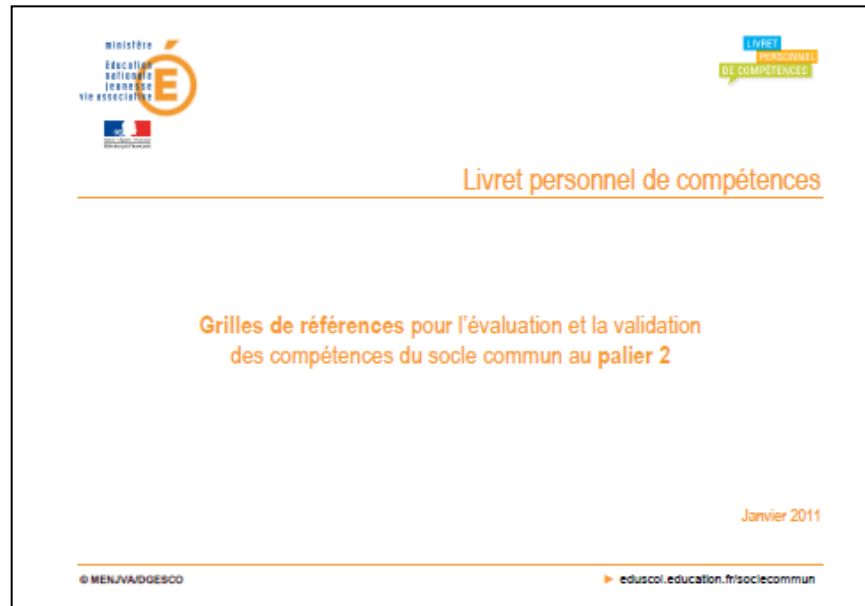 ministère
éducation
nationale
jeunesse
vie associative
LIVRET
PERSONNEL
DE COMPÉTENCES
Livret personnel de compétences
Grilles de références pour l'évaluation et la validation
des compétences du socle commun au palier 2
Janvier 2011
© MENJVA/DGESCO
► eduscol.education.fr/soclecommun